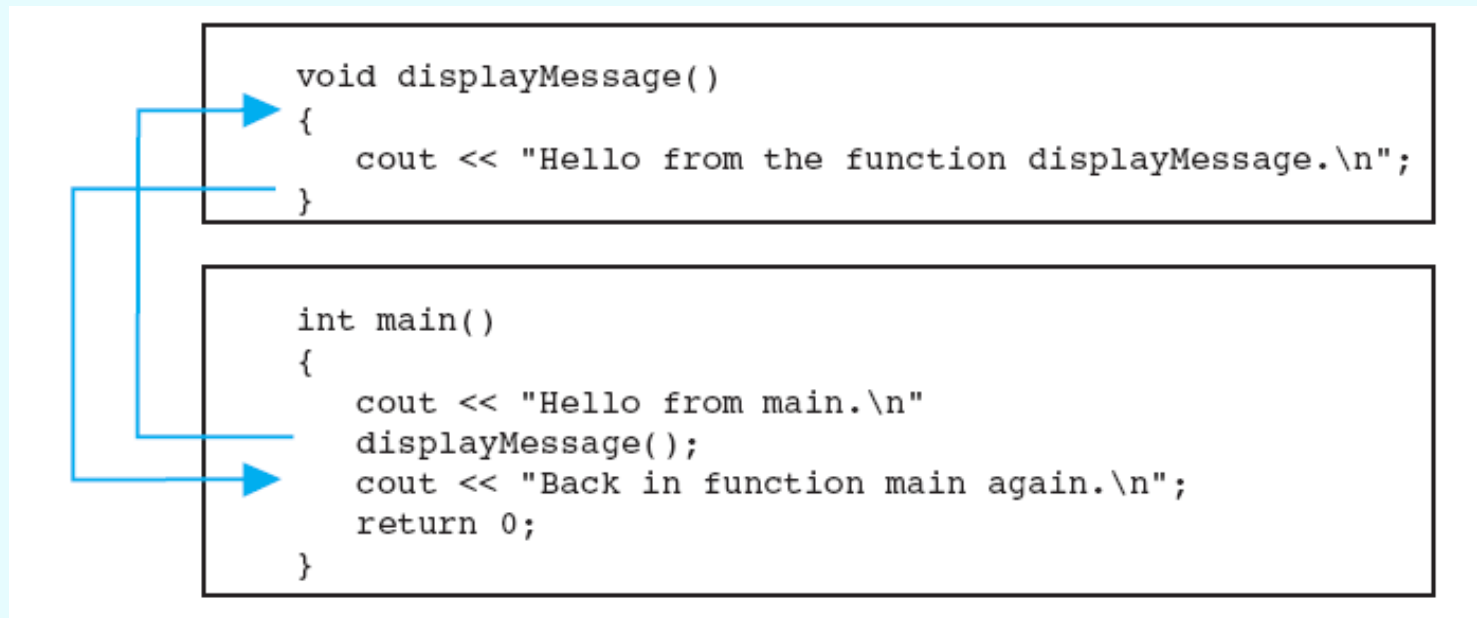 void displayMessage()
{
   cout << "Hello from the function displayMessage.\n";
}
int main()
{
   cout << "Hello from main.\n"
   displayMessage();
   cout << "Back in function main again.\n";
   return 0;
}